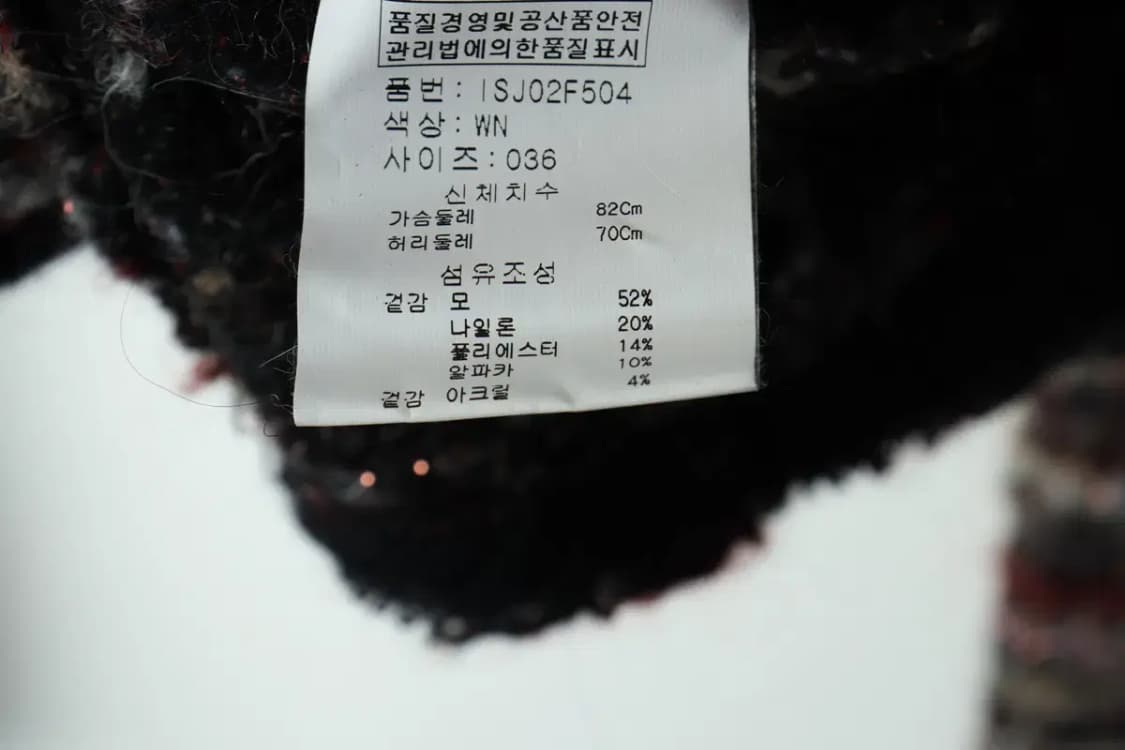 품질경영및공산품안전
관리법에의한품질표시
품번: ISJ02F504
색상: WN
사이즈: 036
신체치수
가슴둘레 82Cm
허리둘레 70Cm
섬유조성
겉감 모 52%
나일론 20%
폴리에스터 14%
알파카 10%
겉감 아크릴 4%